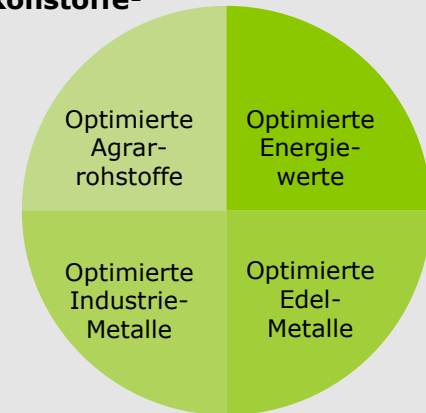 Rohstoffe-
Optimierte
Agrar-
rohstoffe
Optimierte
Energie-
werte
Optimierte
Industrie-
Metalle
Optimierte
Edel-
Metalle